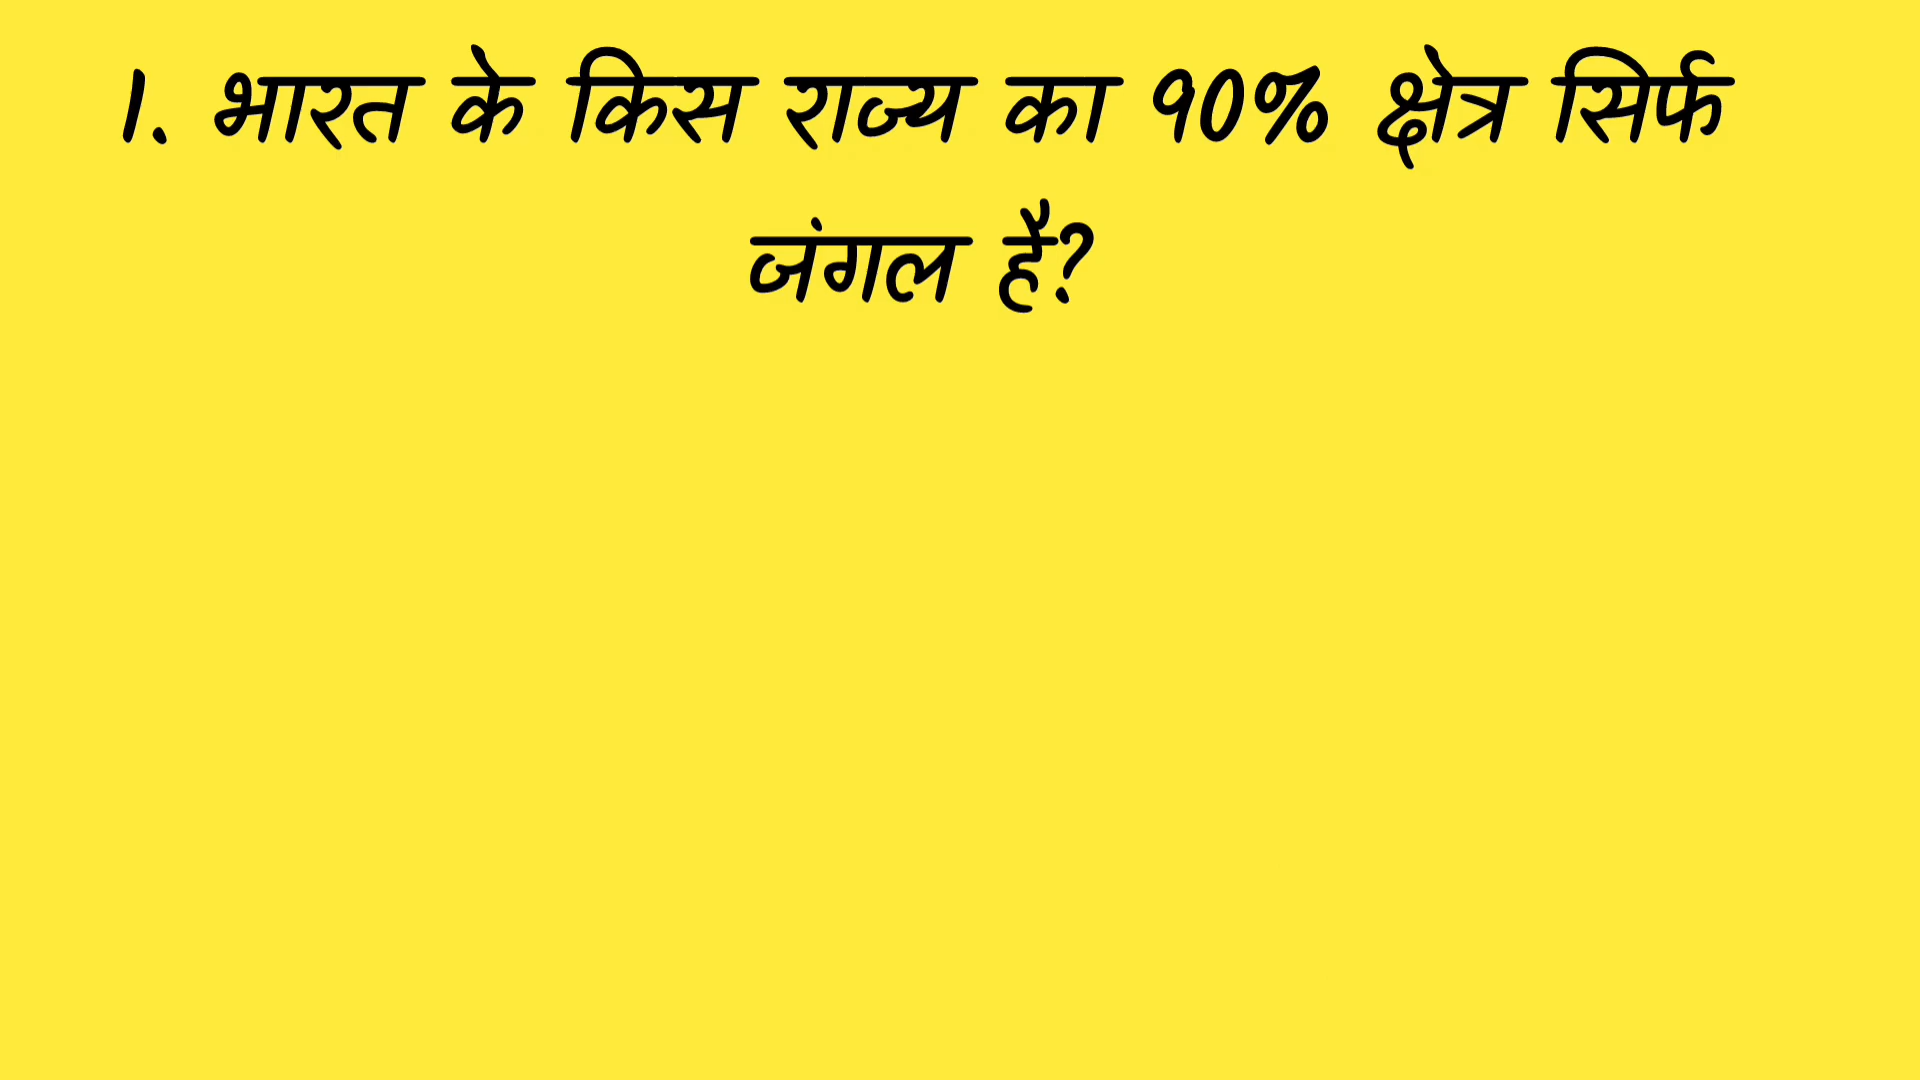 1. भारत के किस राज्य का 90% क्षेत्र सिर्फ
जंगल है?